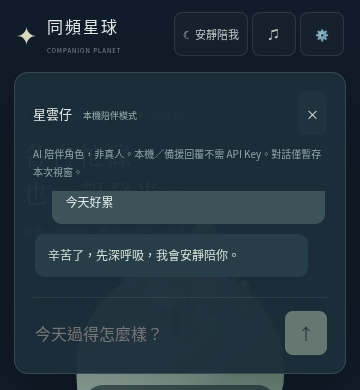 同頻星球
COMPANION PLANET
☾ 安靜陪我
星雲仔 本機陪伴模式
×
AI 陪伴角色，非真人。本機／備援回覆不需 API Key。對話僅暫存
本次視窗。
今天好累
辛苦了，先深呼吸，我會安靜陪你。
今天過得怎麼樣？
↑